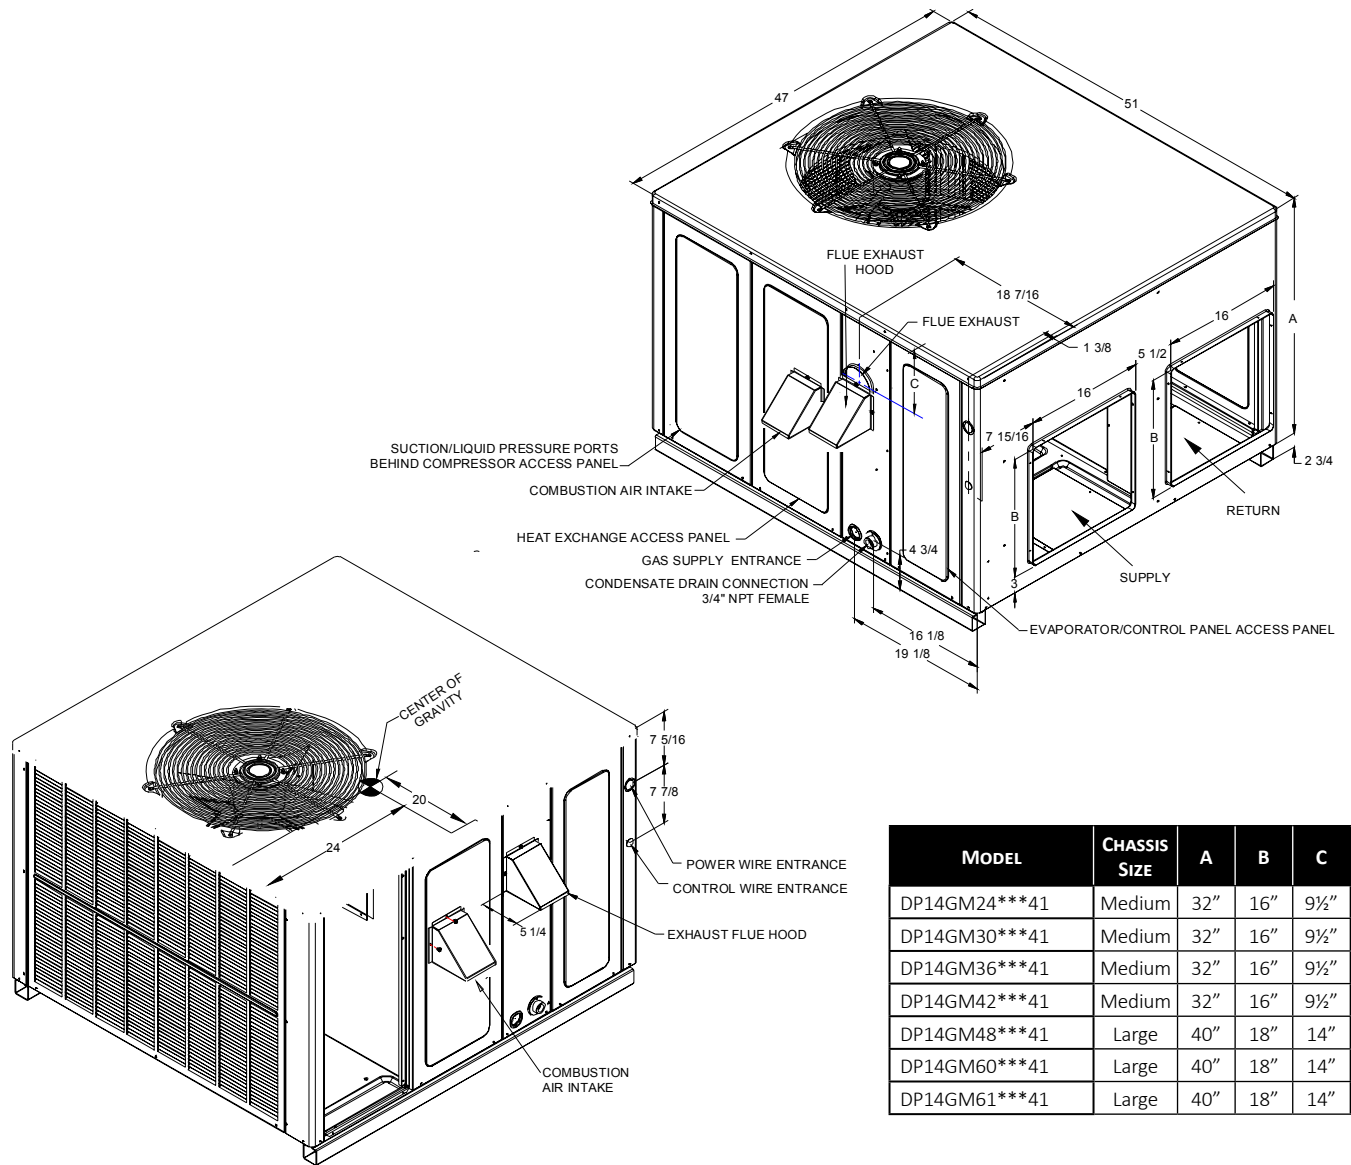 47
51
FLUE EXHAUST
HOOD
18 7/16
FLUE EXHAUST
1 3/8
16
A
5 1/2
C
16
7 15/16
B
B
2 3/4
SUCTION/LIQUID PRESSURE PORTS
BEHIND COMPRESSOR ACCESS PANEL
COMBUSTION AIR INTAKE
RETURN
HEAT EXCHANGE ACCESS PANEL
GAS SUPPLY ENTRANCE
4 3/4
CONDENSATE DRAIN CONNECTION
3/4" NPT FEMALE
SUPPLY
3
16 1/8
EVAPORATOR/CONTROL PANEL ACCESS PANEL
19 1/8
CENTER OF
GRAVITY
7 5/16
7 7/8
20
24
POWER WIRE ENTRANCE
CONTROL WIRE ENTRANCE
5 1/4
EXHAUST FLUE HOOD
COMBUSTION
AIR INTAKE
MODEL CHASSIS SIZE A B C
DP14GM24***41 Medium 32” 16” 9½”
DP14GM30***41 Medium 32” 16” 9½”
DP14GM36***41 Medium 32” 16” 9½”
DP14GM42***41 Medium 32” 16” 9½”
DP14GM48***41 Large 40” 18” 14”
DP14GM60***41 Large 40” 18” 14”
DP14GM61***41 Large 40” 18” 14”